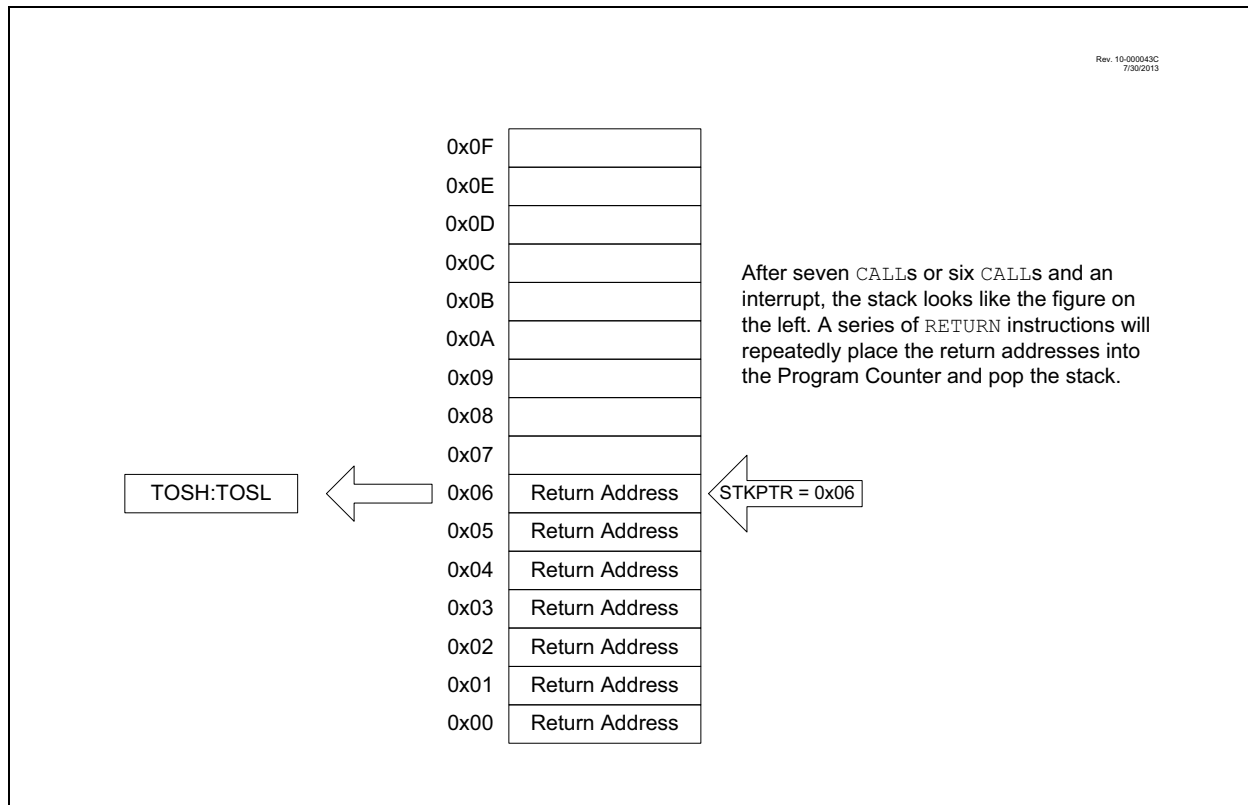 Rev. 10-000043C
7/30/2013
0x0F
0x0E
0x0D
0x0C
0x0B
0x0A
0x09
0x08
0x07
After seven CALLs or six CALLs and an
interrupt, the stack looks like the figure on
the left. A series of RETURN instructions will
repeatedly place the return addresses into
the Program Counter and pop the stack.
TOSH:TOSL
0x06 Return Address
STKPTR = 0x06
0x05 Return Address
0x04 Return Address
0x03 Return Address
0x02 Return Address
0x01 Return Address
0x00 Return Address